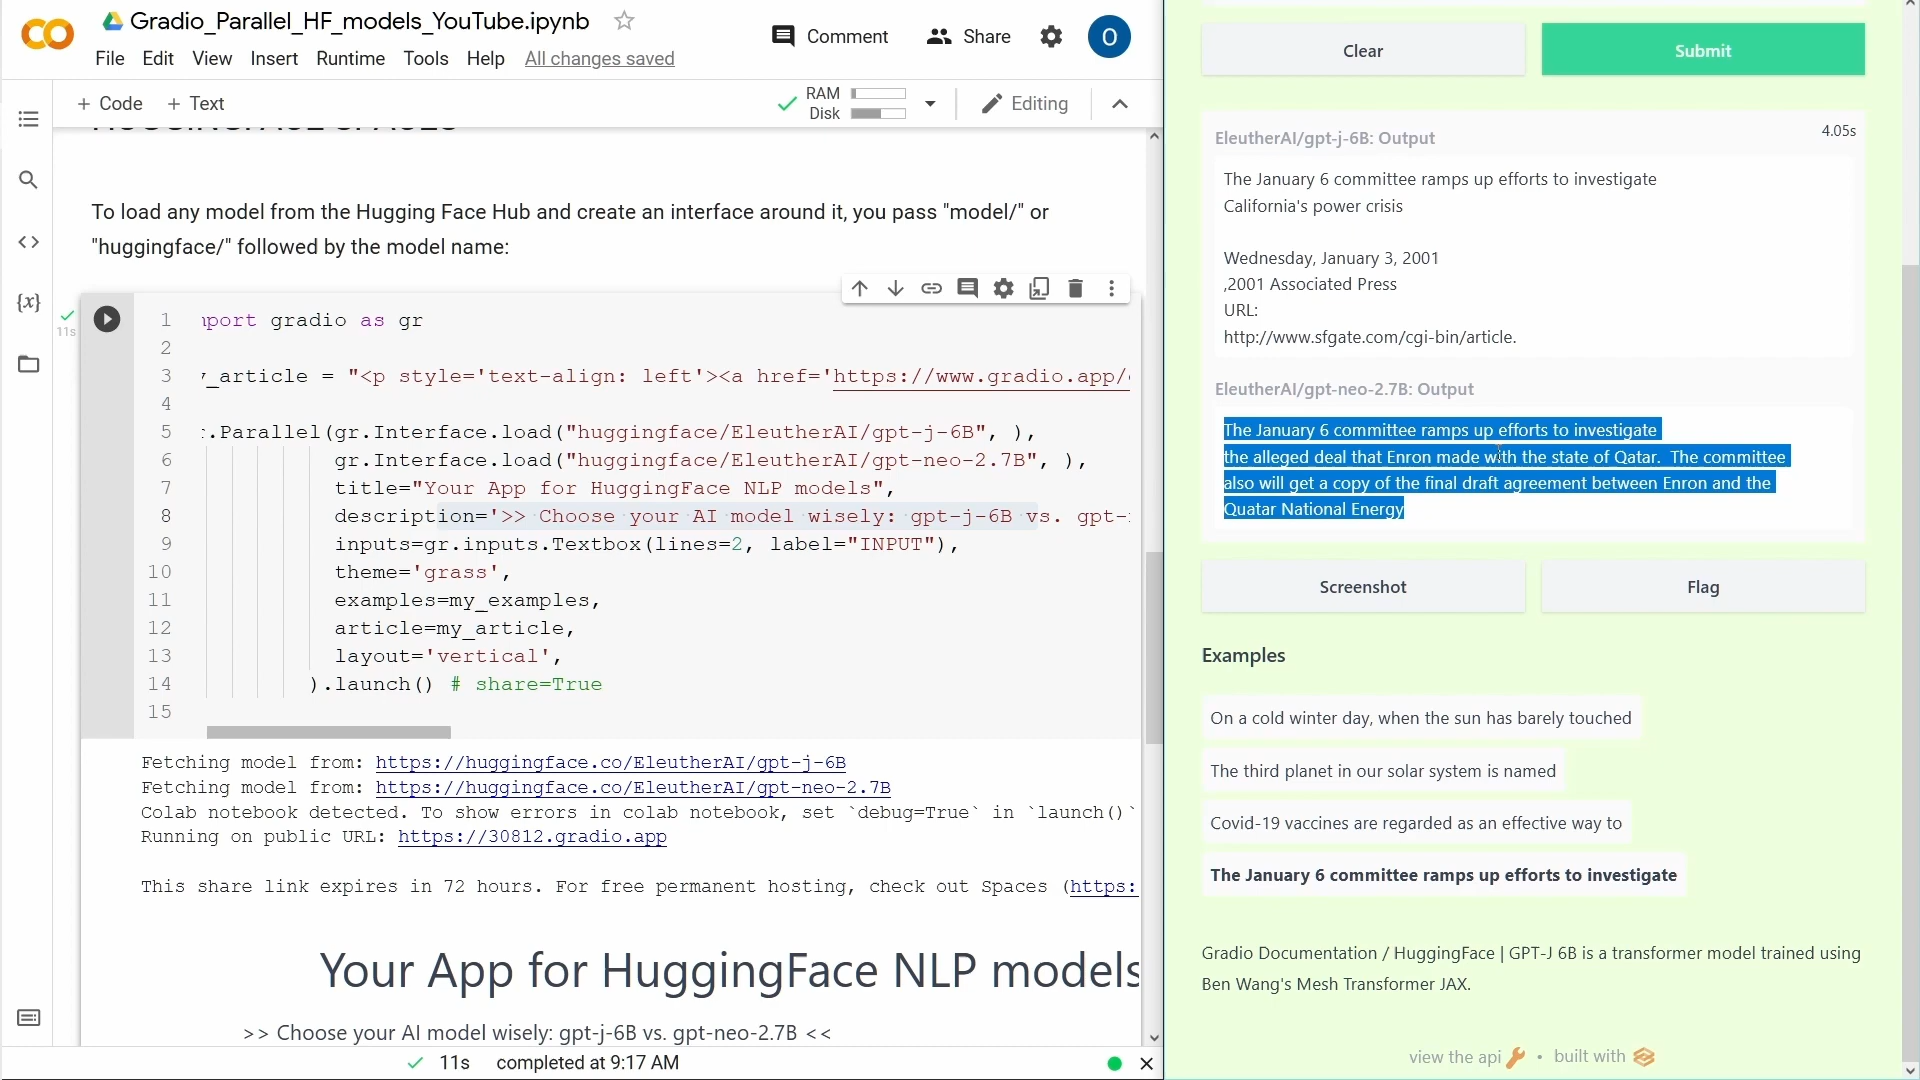 Gradio_Parallel_HF_models_YouTube.ipynb
Comment
Share
O
File Edit View Insert Runtime Tools Help All changes saved
+ Code + Text
RAM
Disk
Editing
To load any model from the Hugging Face Hub and create an interface around it, you pass "model/" or
"huggingface/" followed by the model name:
11s
1 port gradio as gr
2
3 _article = "<p style='text-align: left'><a href='https://www.gradio.app/
4
5 .Parallel(gr.Interface.load("huggingface/EleutherAI/gpt-j-6B", ),
6 gr.Interface.load("huggingface/EleutherAI/gpt-neo-2.7B", ),
7 title="Your App for HuggingFace NLP models",
8 description='>> Choose your AI model wisely: gpt-j-6B vs. gpt-
9 inputs=gr.inputs.Textbox(lines=2, label="INPUT"),
10 theme='grass',
11 examples=my_examples,
12 article=my_article,
13 layout='vertical',
14 ).launch() # share=True
15
Fetching model from: https://huggingface.co/EleutherAI/gpt-j-6B
Fetching model from: https://huggingface.co/EleutherAI/gpt-neo-2.7B
Colab notebook detected. To show errors in colab notebook, set `debug=True` in `launch()`
Running on public URL: https://30812.gradio.app
This share link expires in 72 hours. For free permanent hosting, check out Spaces (https:
Your App for HuggingFace NLP models
>> Choose your AI model wisely: gpt-j-6B vs. gpt-neo-2.7B <<
11s completed at 9:17 AM
Clear
Submit
EleutherAI/gpt-j-6B: Output
4.05s
The January 6 committee ramps up efforts to investigate
California's power crisis
Wednesday, January 3, 2001
,2001 Associated Press
URL:
http://www.sfgate.com/cgi-bin/article.
EleutherAI/gpt-neo-2.7B: Output
The January 6 committee ramps up efforts to investigate
the alleged deal that Enron made with the state of Qatar. The committee
also will get a copy of the final draft agreement between Enron and the
Quatar National Energy
Screenshot
Flag
Examples
On a cold winter day, when the sun has barely touched
The third planet in our solar system is named
Covid-19 vaccines are regarded as an effective way to
The January 6 committee ramps up efforts to investigate
Gradio Documentation / HuggingFace | GPT-J 6B is a transformer model trained using
Ben Wang's Mesh Transformer JAX.
view the api • built with